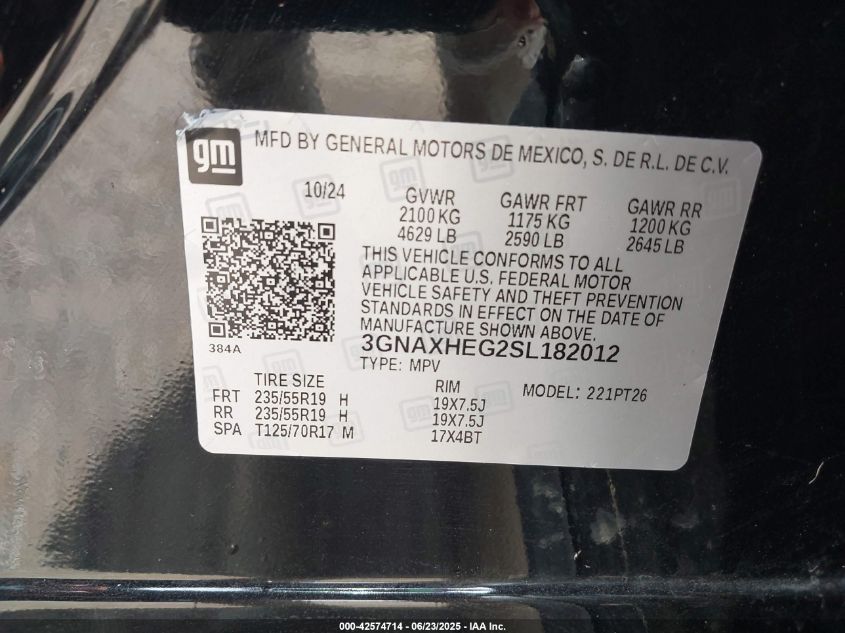 gm
MFD BY GENERAL MOTORS DE MEXICO, S. DE R.L. DE C.V.
10/24
GVWR
2100 KG
4629 LB
GAWR FRT
1175 KG
2590 LB
GAWR RR
1200 KG
2645 LB
THIS VEHICLE CONFORMS TO ALL
APPLICABLE U.S. FEDERAL MOTOR
VEHICLE SAFETY AND THEFT PREVENTION
STANDARDS IN EFFECT ON THE DATE OF
MANUFACTURE SHOWN ABOVE.
384A
3GNAXHEG2SL182012
TYPE: MPV
TIRE SIZE RIM MODEL: 221PT26
FRT 235/55R19 H 19X7.5J
RR 235/55R19 H 19X7.5J
SPA T125/70R17 M 17X4BT
000-42574714 - 06/23/2025 - IAA Inc.